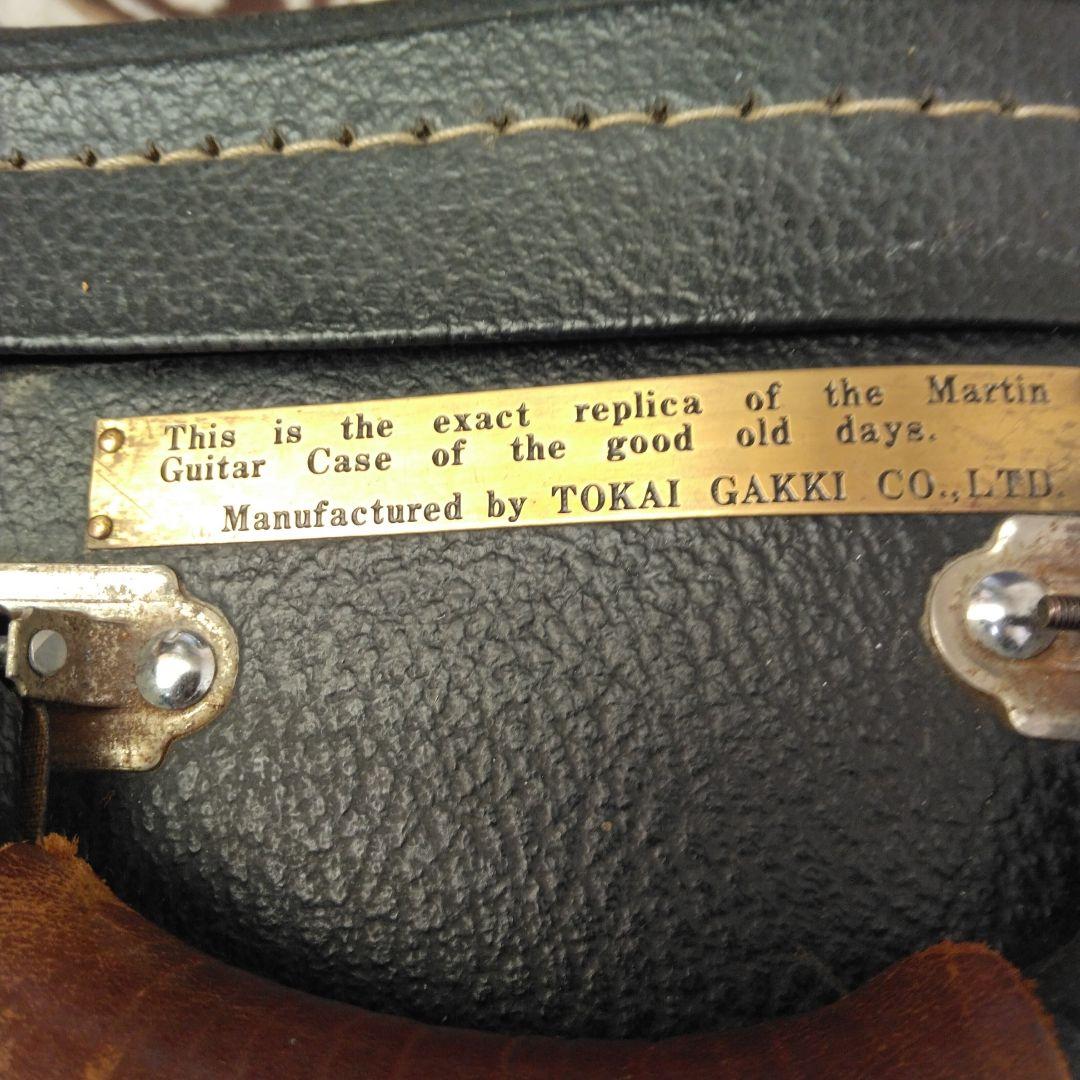 This is the exact replica of the Martin
Guitar Case of the good old days.
Manufactured by TOKAI GAKKI CO.,LTD.